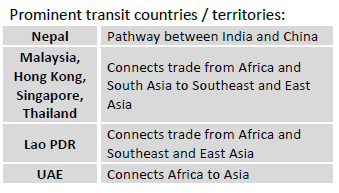 Prominent transit countries / territories:
Nepal Pathway between India and China
Malaysia,
Hong Kong,
Singapore,
Thailand
Connects trade from Africa and
South Asia to Southeast and East
Asia
Lao PDR
Connects trade from Africa and
Southeast and East Asia
UAE Connects Africa to Asia